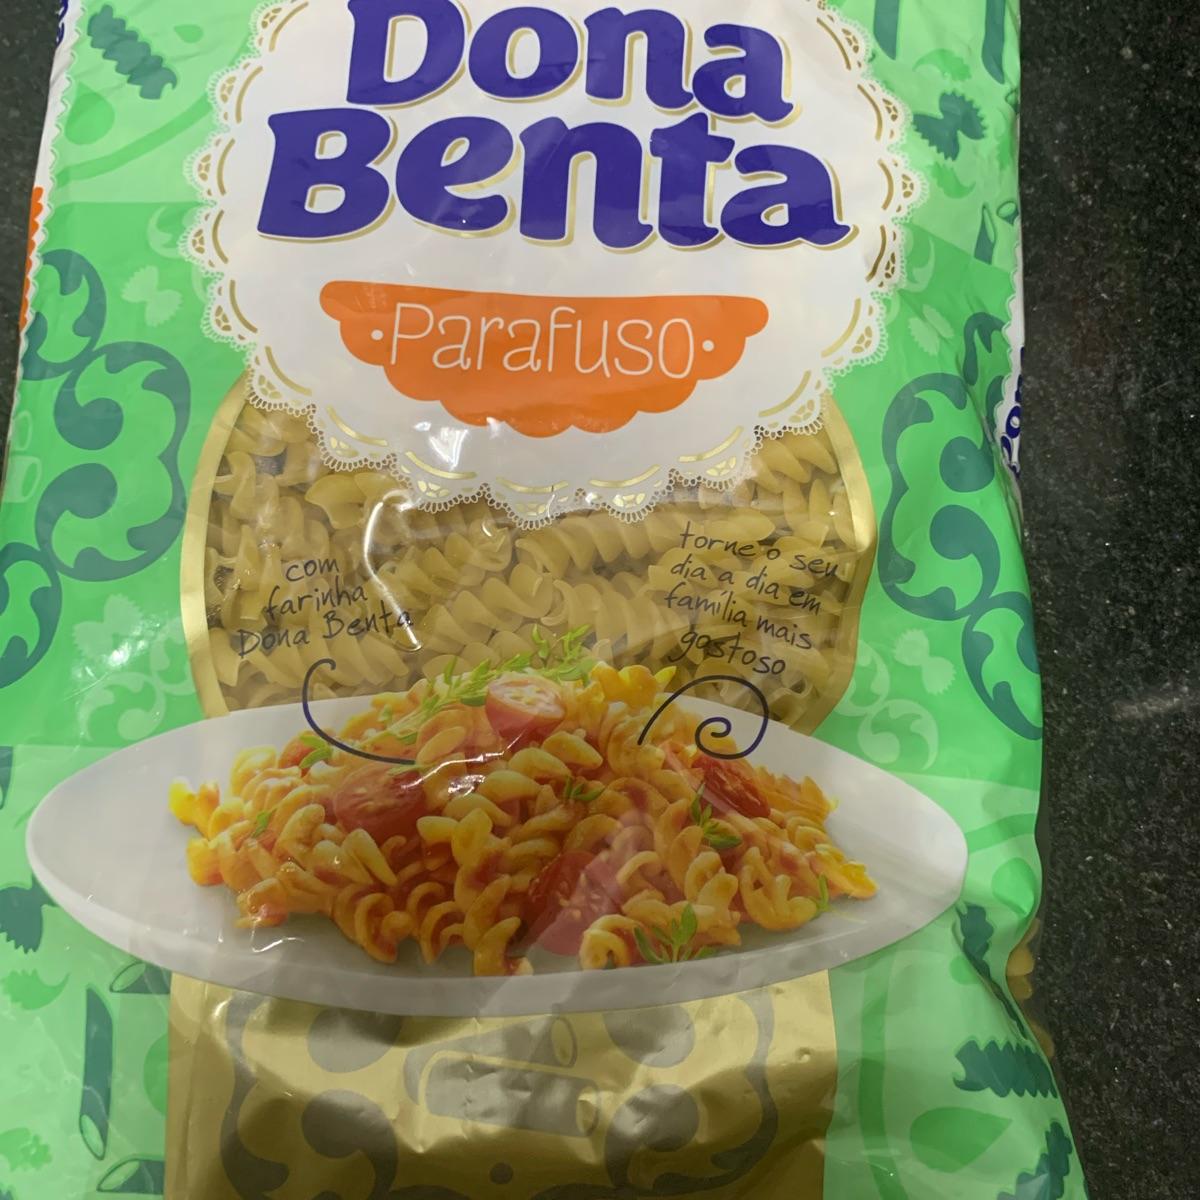 Dona
Benta
·Parafuso·
com
farinha
Dona Benta
torne o seu
dia a dia em
família mais
gostoso